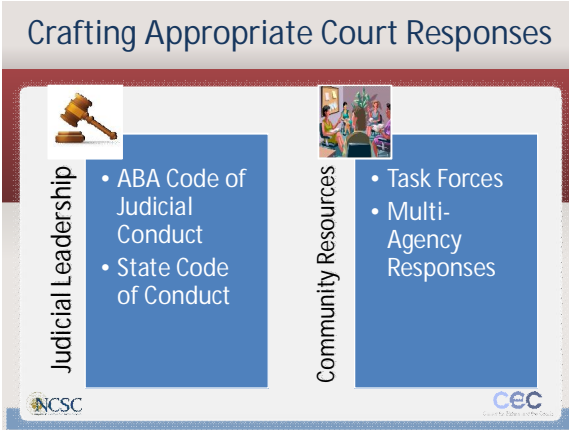 Crafting Appropriate Court Responses
Judicial Leadership
• ABA Code of
Judicial
Conduct
• State Code
of Conduct
Community Resources
• Task Forces
• Multi-
Agency
Responses
NCSC
cec